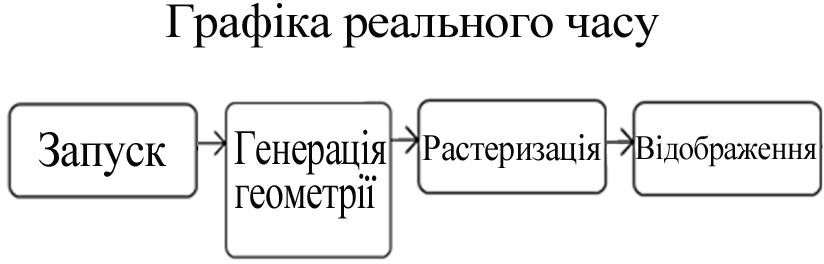 Графіка реального часу
Запуск
Генерація
геометрії
Растеризація
Відображення